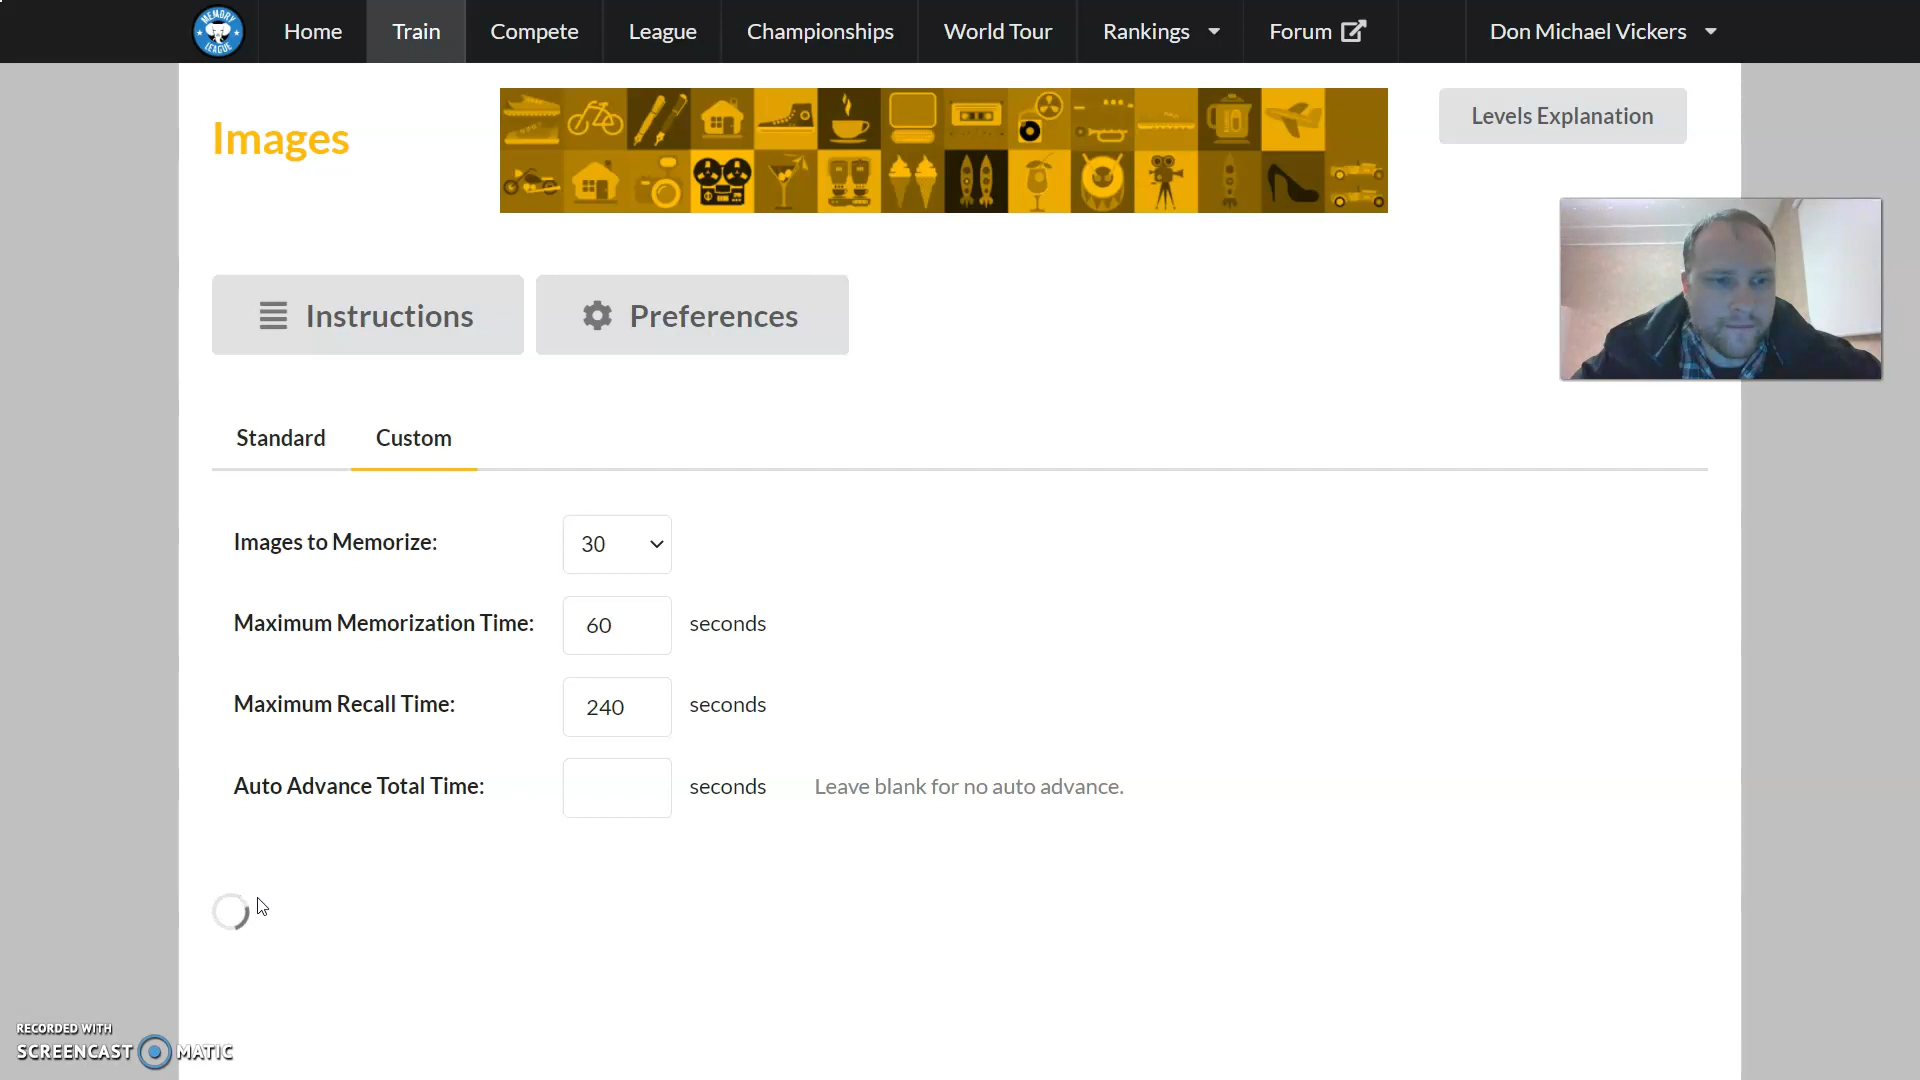 MEMORY LEAGUE
Home Train Compete League Championships World Tour Rankings Forum Don Michael Vickers
Images
Levels Explanation
Instructions Preferences
Standard Custom
Images to Memorize: 30
Maximum Memorization Time: 60 seconds
Maximum Recall Time: 240 seconds
Auto Advance Total Time: seconds Leave blank for no auto advance.
RECORDED WITH
SCREENCAST MATIC